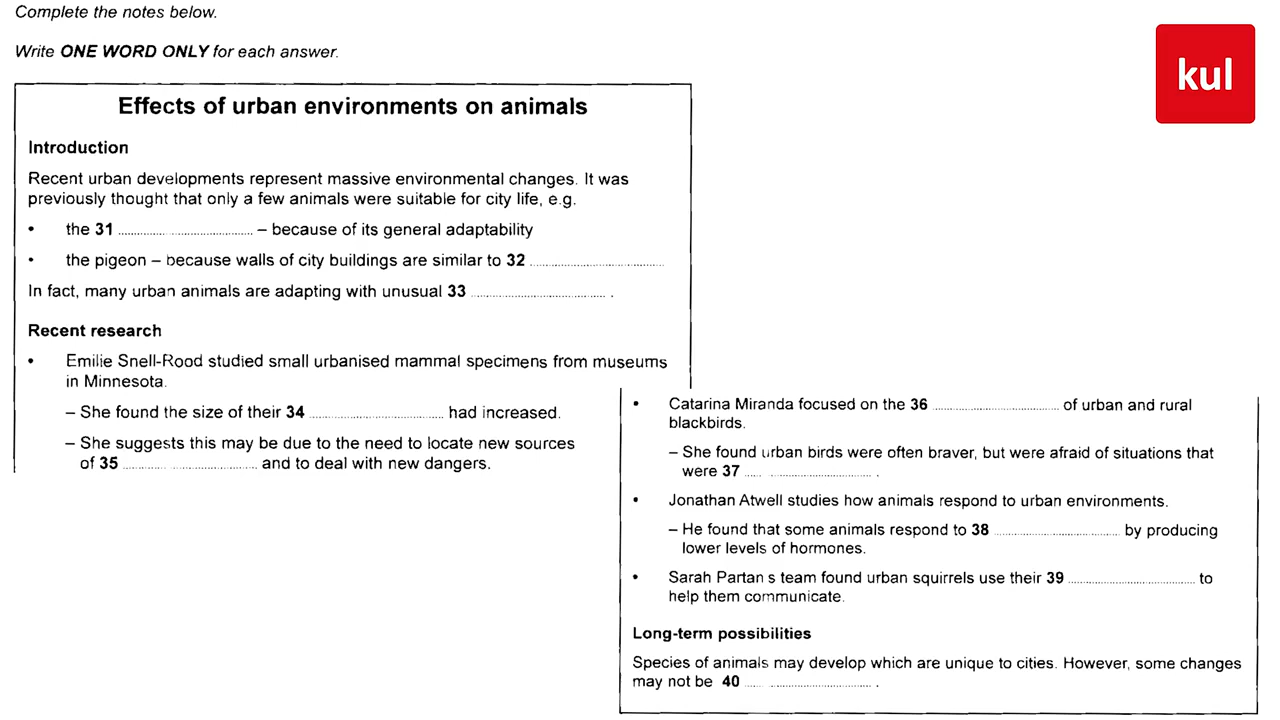 Complete the notes below.
Write ONE WORD ONLY for each answer.
kul
Effects of urban environments on animals
Introduction
Recent urban developments represent massive environmental changes. It was
previously thought that only a few animals were suitable for city life, e.g.
• the 31 .............................. – because of its general adaptability
• the pigeon – because walls of city buildings are similar to 32 ..............................
In fact, many urban animals are adapting with unusual 33 .............................. .
Recent research
• Emilie Snell-Rood studied small urbanised mammal specimens from museums
in Minnesota.
– She found the size of their 34 .............................. had increased.
– She suggests this may be due to the need to locate new sources
of 35 .............................. and to deal with new dangers.
• Catarina Miranda focused on the 36 .............................. of urban and rural
blackbirds.
– She found urban birds were often braver, but were afraid of situations that
were 37 .............................. .
• Jonathan Atwell studies how animals respond to urban environments.
– He found that some animals respond to 38 .............................. by producing
lower levels of hormones.
• Sarah Partan s team found urban squirrels use their 39 .............................. to
help them communicate.
Long-term possibilities
Species of animals may develop which are unique to cities. However, some changes
may not be 40 .............................. .